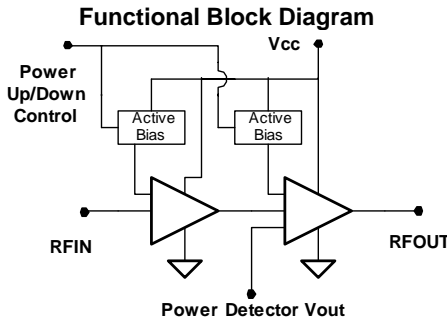 Functional Block Diagram
Vcc
Power
Up/Down
Control
Active
Bias
Active
Bias
RFIN
RFOUT
Power Detector Vout